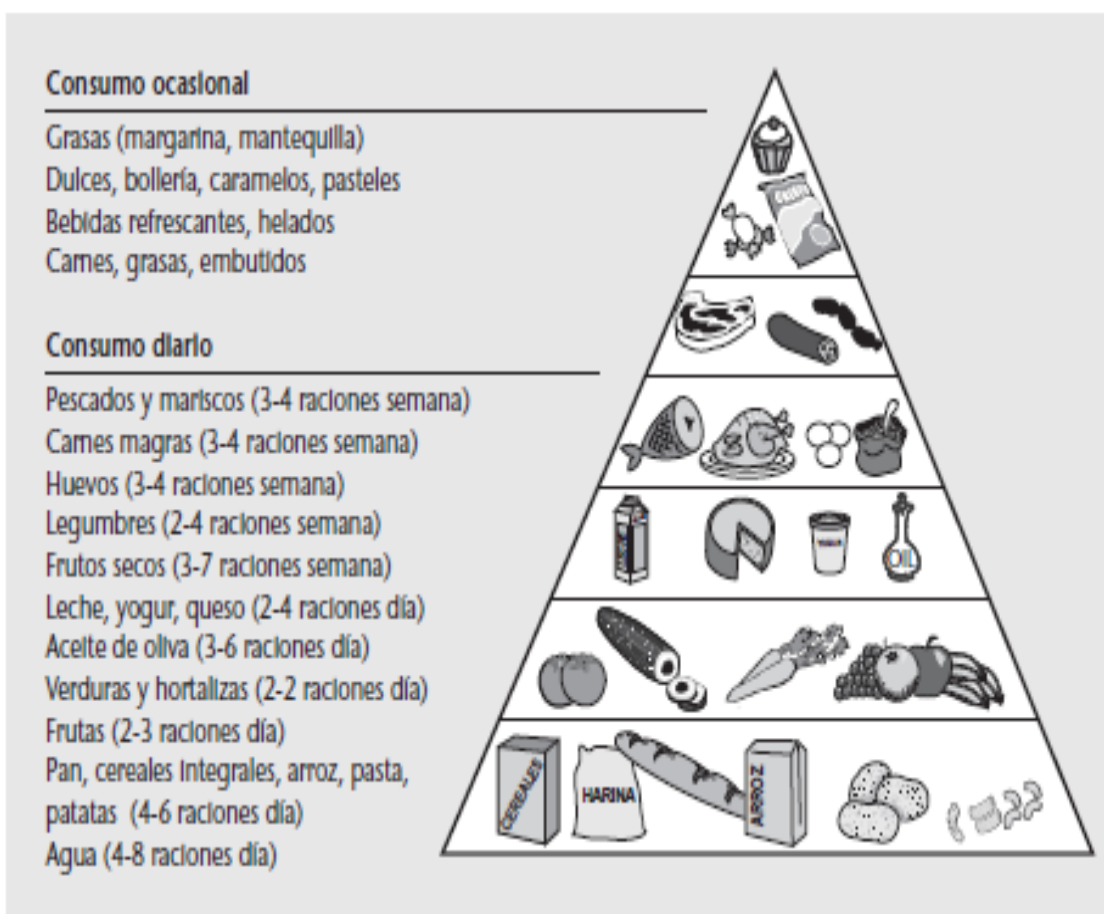 Consumo ocasional
Grasas (margarina, mantequilla)
Dulces, bollería, caramelos, pasteles
Bebidas refrescantes, helados
Carnes, grasas, embutidos
Consumo diario
Pescados y mariscos (3-4 raciones semana)
Carnes magras (3-4 raciones semana)
Huevos (3-4 raciones semana)
Legumbres (2-4 raciones semana)
Frutos secos (3-7 raciones semana)
Leche, yogur, queso (2-4 raciones día)
Aceite de oliva (3-6 raciones día)
Verduras y hortalizas (2-2 raciones día)
Frutas (2-3 raciones día)
Pan, cereales integrales, arroz, pasta,
patatas (4-6 raciones día)
Agua (4-8 raciones día)
OIL
CEREALES
HARINA
ARROZ